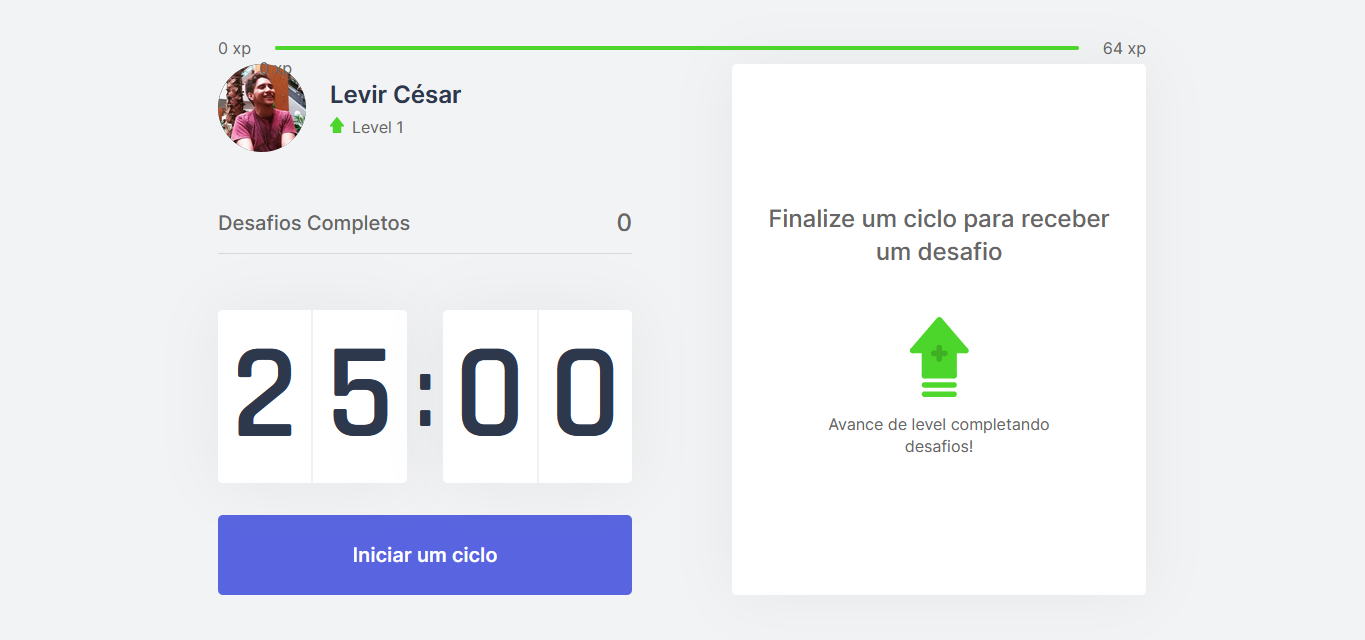 0 xp
64 xp
0 xp
Levir César
Level 1
Desafios Completos
0
25:00
Iniciar um ciclo
Finalize um ciclo para receber
um desafio
Avance de level completando
desafios!